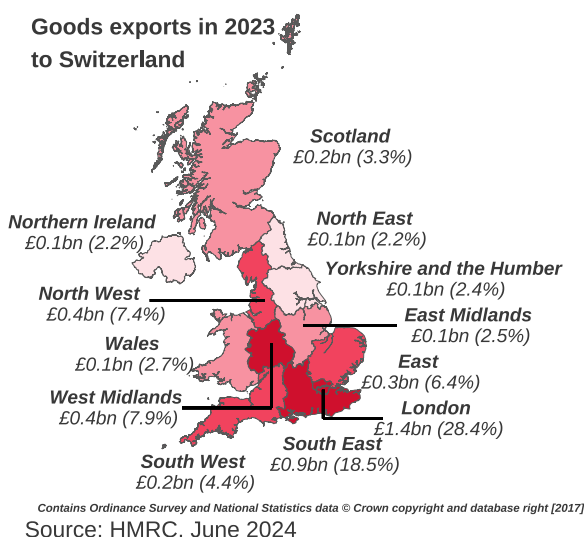 Goods exports in 2023
to Switzerland
Scotland
£0.2bn (3.3%)
Northern Ireland
£0.1bn (2.2%)
North East
£0.1bn (2.2%)
Yorkshire and the Humber
£0.1bn (2.4%)
North West
£0.4bn (7.4%)
East Midlands
£0.1bn (2.5%)
Wales
£0.1bn (2.7%)
East
£0.3bn (6.4%)
West Midlands
£0.4bn (7.9%)
London
£1.4bn (28.4%)
South East
£0.9bn (18.5%)
South West
£0.2bn (4.4%)
Contains Ordinance Survey and National Statistics data © Crown copyright and database right [2017]
Source: HMRC, June 2024